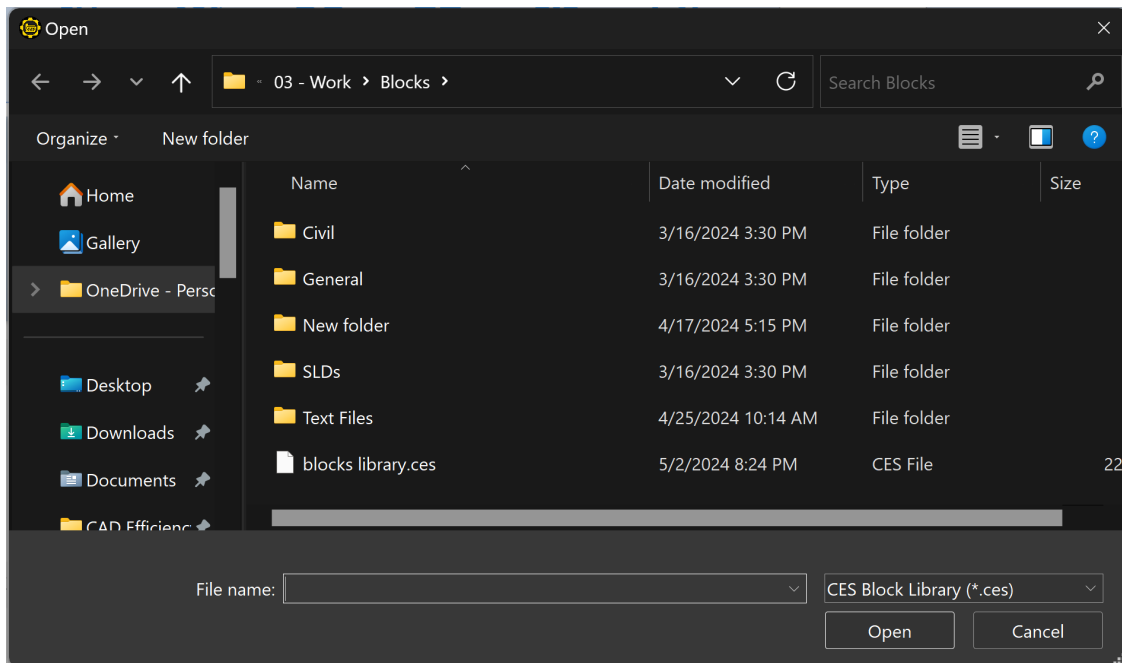 Open
« 03 - Work > Blocks >
Search Blocks
Organize
New folder
?
Name Date modified Type Size
Home
Gallery
OneDrive - Perso
Desktop
Downloads
Documents
CAD Efficienc
Civil 3/16/2024 3:30 PM File folder
General 3/16/2024 3:30 PM File folder
New folder 4/17/2024 5:15 PM File folder
SLDs 3/16/2024 3:30 PM File folder
Text Files 4/25/2024 10:14 AM File folder
blocks library.ces 5/2/2024 8:24 PM CES File 22
File name:
CES Block Library (*.ces)
Open Cancel